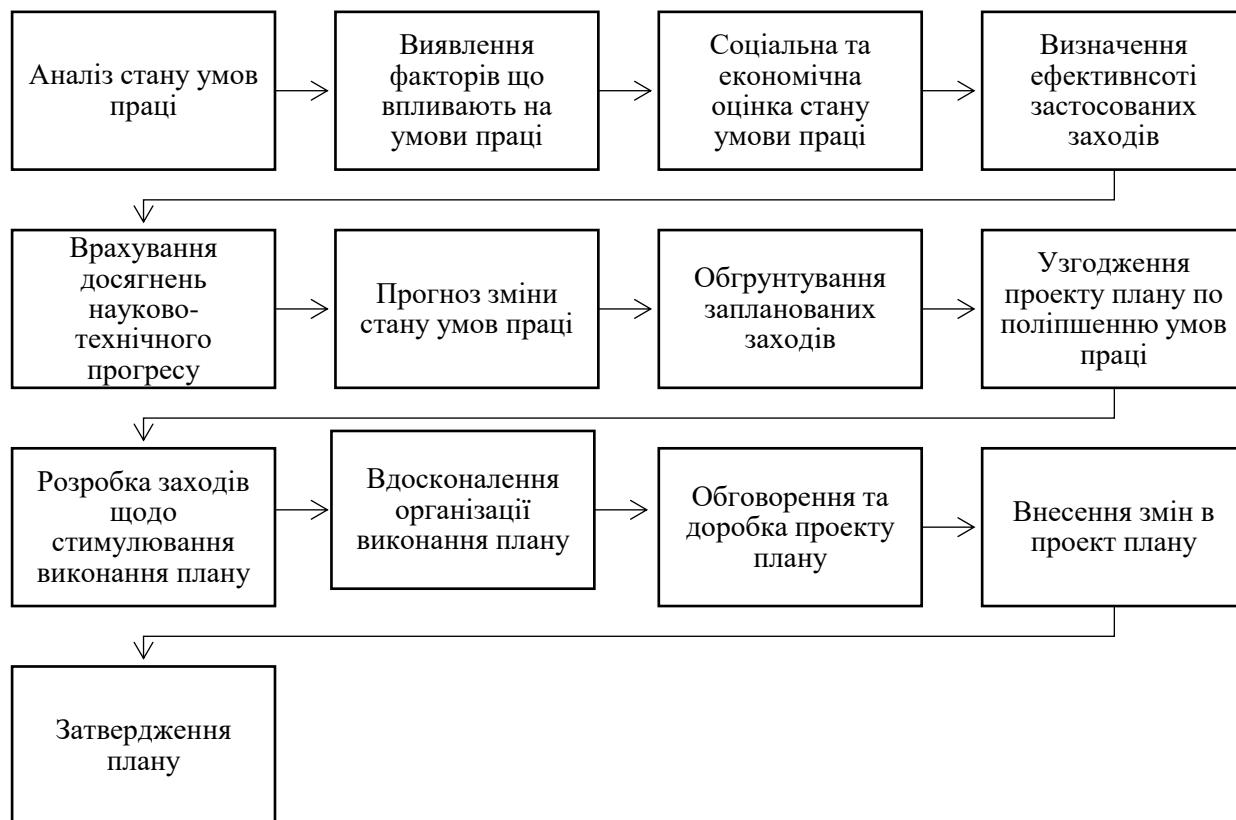 Аналіз стану умов
праці
Виявлення
факторів що
впливають на
умови праці
Соціальна та
економічна
оцінка стану
умови праці
Визначення
ефективнсоті
застосованих
заходів
Врахування
досягнень
науково-
технічного
прогресу
Прогноз зміни
стану умов праці
Обгрунтування
запланованих
заходів
Узгодження
проекту плану по
поліпшенню умов
праці
Розробка заходів
щодо
стимулювання
виконання плану
Вдосконалення
організації
виконання плану
Обговорення та
доробка проекту
плану
Внесення змін в
проект плану
Затвердження
плану